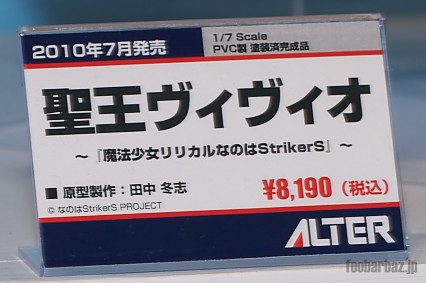 2010年7月発売
1/7 Scale
PVC製 塗装済完成品
聖王ヴィヴィオ
～『魔法少女リリカルなのはStrikerS』～
■ 原型製作：田中 冬志
¥8,190（税込）
© なのはStrikerS PROJECT
ALTER
foobarbaz.jp